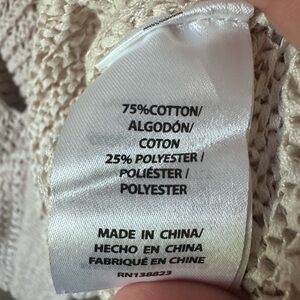 75%COTTON/
ALGODÓN/
COTON
25% POLYESTER /
POLIÉSTER /
POLYESTER
MADE IN CHINA/
HECHO EN CHINA
FABRIQUÉ EN CHINE
RN138823